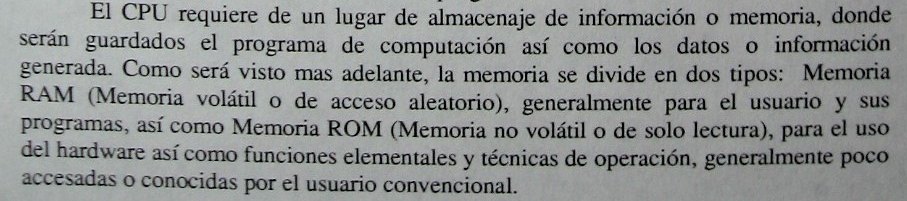 El CPU requiere de un lugar de almacenaje de información o memoria, donde
serán guardados el programa de computación así como los datos o información
generada. Como será visto mas adelante, la memoria se divide en dos tipos: Memoria
RAM (Memoria volátil o de acceso aleatorio), generalmente para el usuario y sus
programas, así como Memoria ROM (Memoria no volátil o de solo lectura), para el uso
del hardware así como funciones elementales y técnicas de operación, generalmente poco
accesadas o conocidas por el usuario convencional.